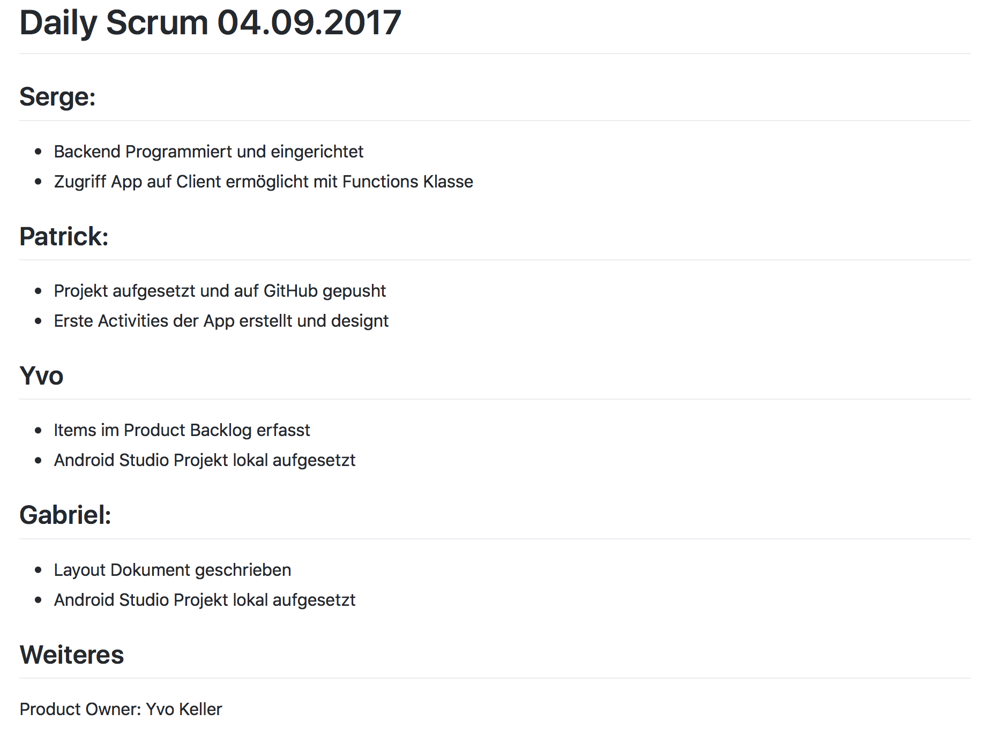 Daily Scrum 04.09.2017
Serge:
Backend Programmiert und eingerichtet
Zugriff App auf Client ermöglicht mit Functions Klasse
Patrick:
Projekt aufgesetzt und auf GitHub gepusht
Erste Activities der App erstellt und designt
Yvo
Items im Product Backlog erfasst
Android Studio Projekt lokal aufgesetzt
Gabriel:
Layout Dokument geschrieben
Android Studio Projekt lokal aufgesetzt
Weiteres
Product Owner: Yvo Keller